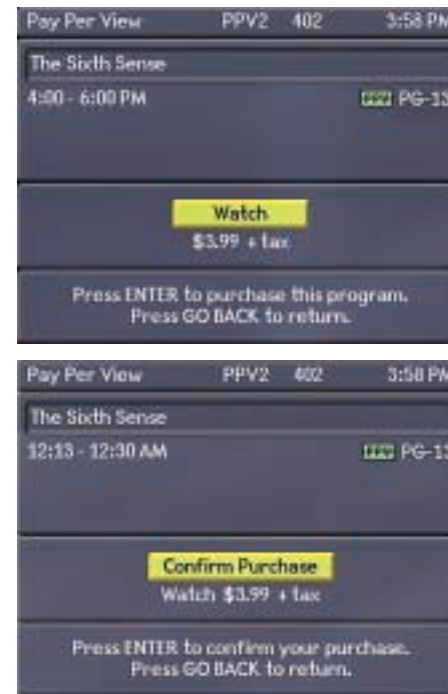 Pay Per View PPV2 402 3:58 PM
The Sixth Sense
4:00 - 6:00 PM PPV PG-13
Watch
$3.99 + tax
Press ENTER to purchase this program.
Press GO BACK to return.
Pay Per View PPV2 402 3:58 PM
The Sixth Sense
12:13 - 12:30 AM PPV PG-13
Confirm Purchase
Watch $3.99 + tax
Press ENTER to confirm your purchase.
Press GO BACK to return.